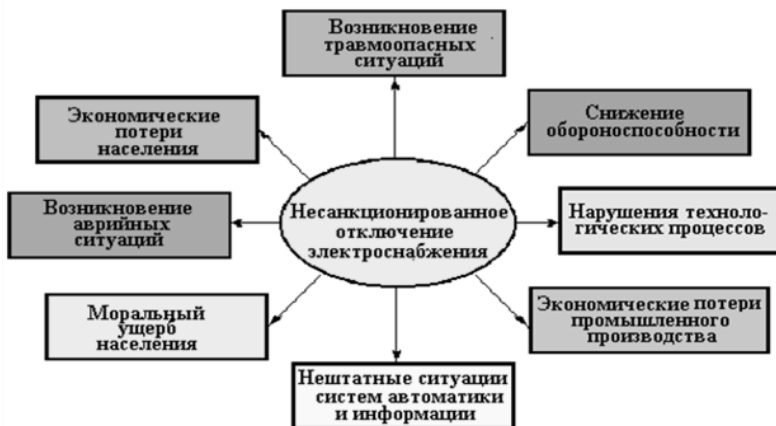 Возникновение
травмоопасных
ситуаций
Экономические
потери
населения
Снижение
обороноспособности
Возникновение
аврийных
ситуаций
Несанкционированное
отключение
электроснабжения
Нарушения техноло-
гических процессов
Моральный
ущерб
населения
Экономические потери
промышленного
производства
Нештатные ситуации
систем автоматики
и информации